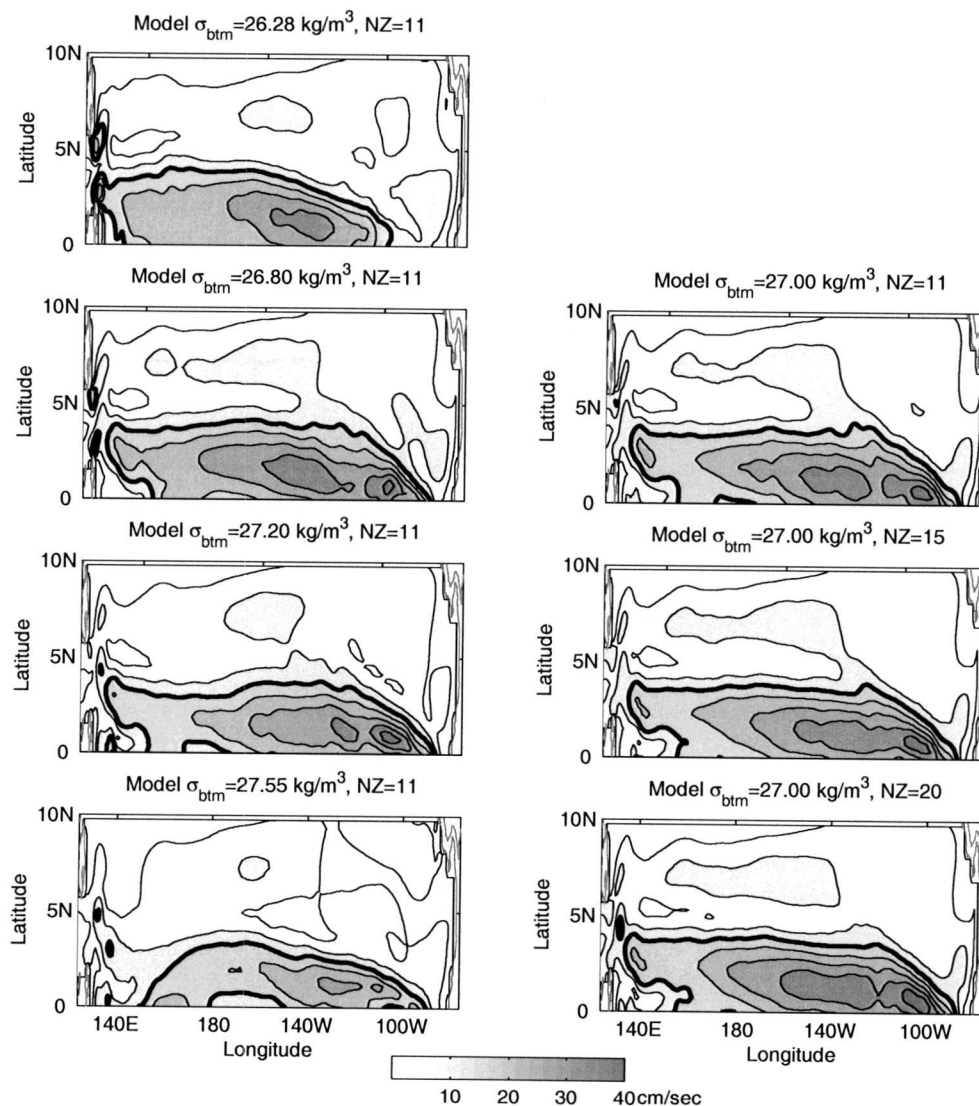 Model σbtm=26.28 kg/m³, NZ=11
10N
5N
0
Latitude
Model σbtm=26.80 kg/m³, NZ=11
10N
5N
0
Latitude
Model σbtm=27.00 kg/m³, NZ=11
10N
5N
0
Latitude
Model σbtm=27.20 kg/m³, NZ=11
10N
5N
0
Latitude
Model σbtm=27.00 kg/m³, NZ=15
10N
5N
0
Latitude
Model σbtm=27.55 kg/m³, NZ=11
10N
5N
0
Latitude
140E 180 140W 100W
Longitude
Model σbtm=27.00 kg/m³, NZ=20
10N
5N
0
Latitude
140E 180 140W 100W
Longitude
10 20 30 40 cm/sec